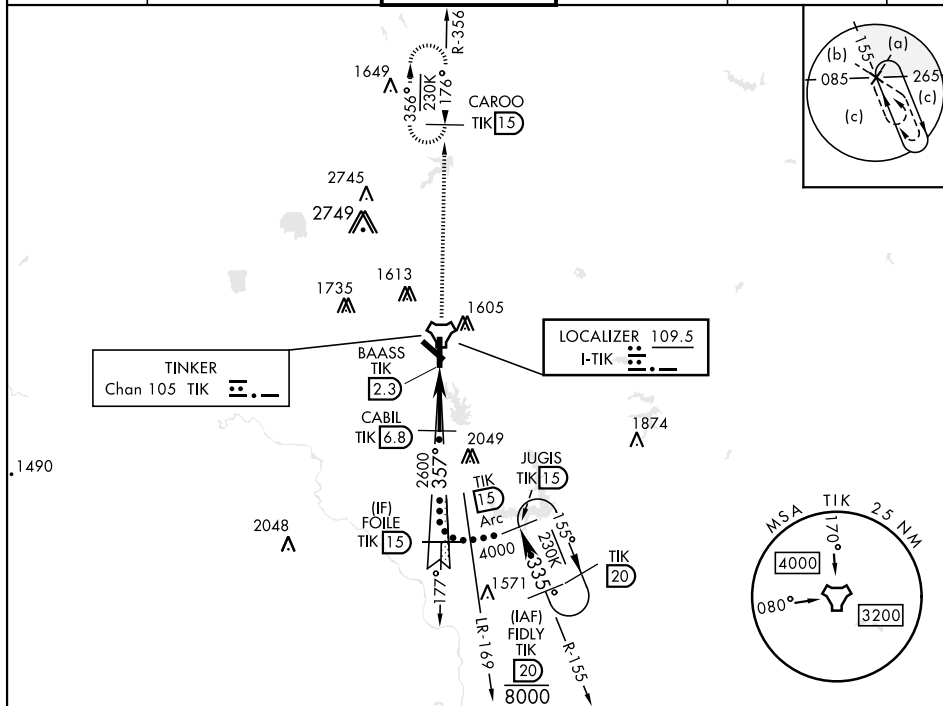 R-356
1649
356°
230K
176°
CAROO
TIK 15
155°
(a)
(b)
085
265
(c)
(c)
2745
2749
1735
1613
1605
TINKER
Chan 105 TIK
BAASS
TIK
2.3
LOCALIZER 109.5
I-TIK
CABIL
TIK 6.8
2049
1874
1490
2600
357°
TIK
15
Arc
JUGIS
TIK 15
2048
(IF)
FOILE
TIK 15
4000
155°
230K
335°
TIK
20
177°
1571
LR-169
(IAF)
FIDLY
TIK
20
8000
R-155
MSA TIK 25 NM
170°
4000
080°
3200